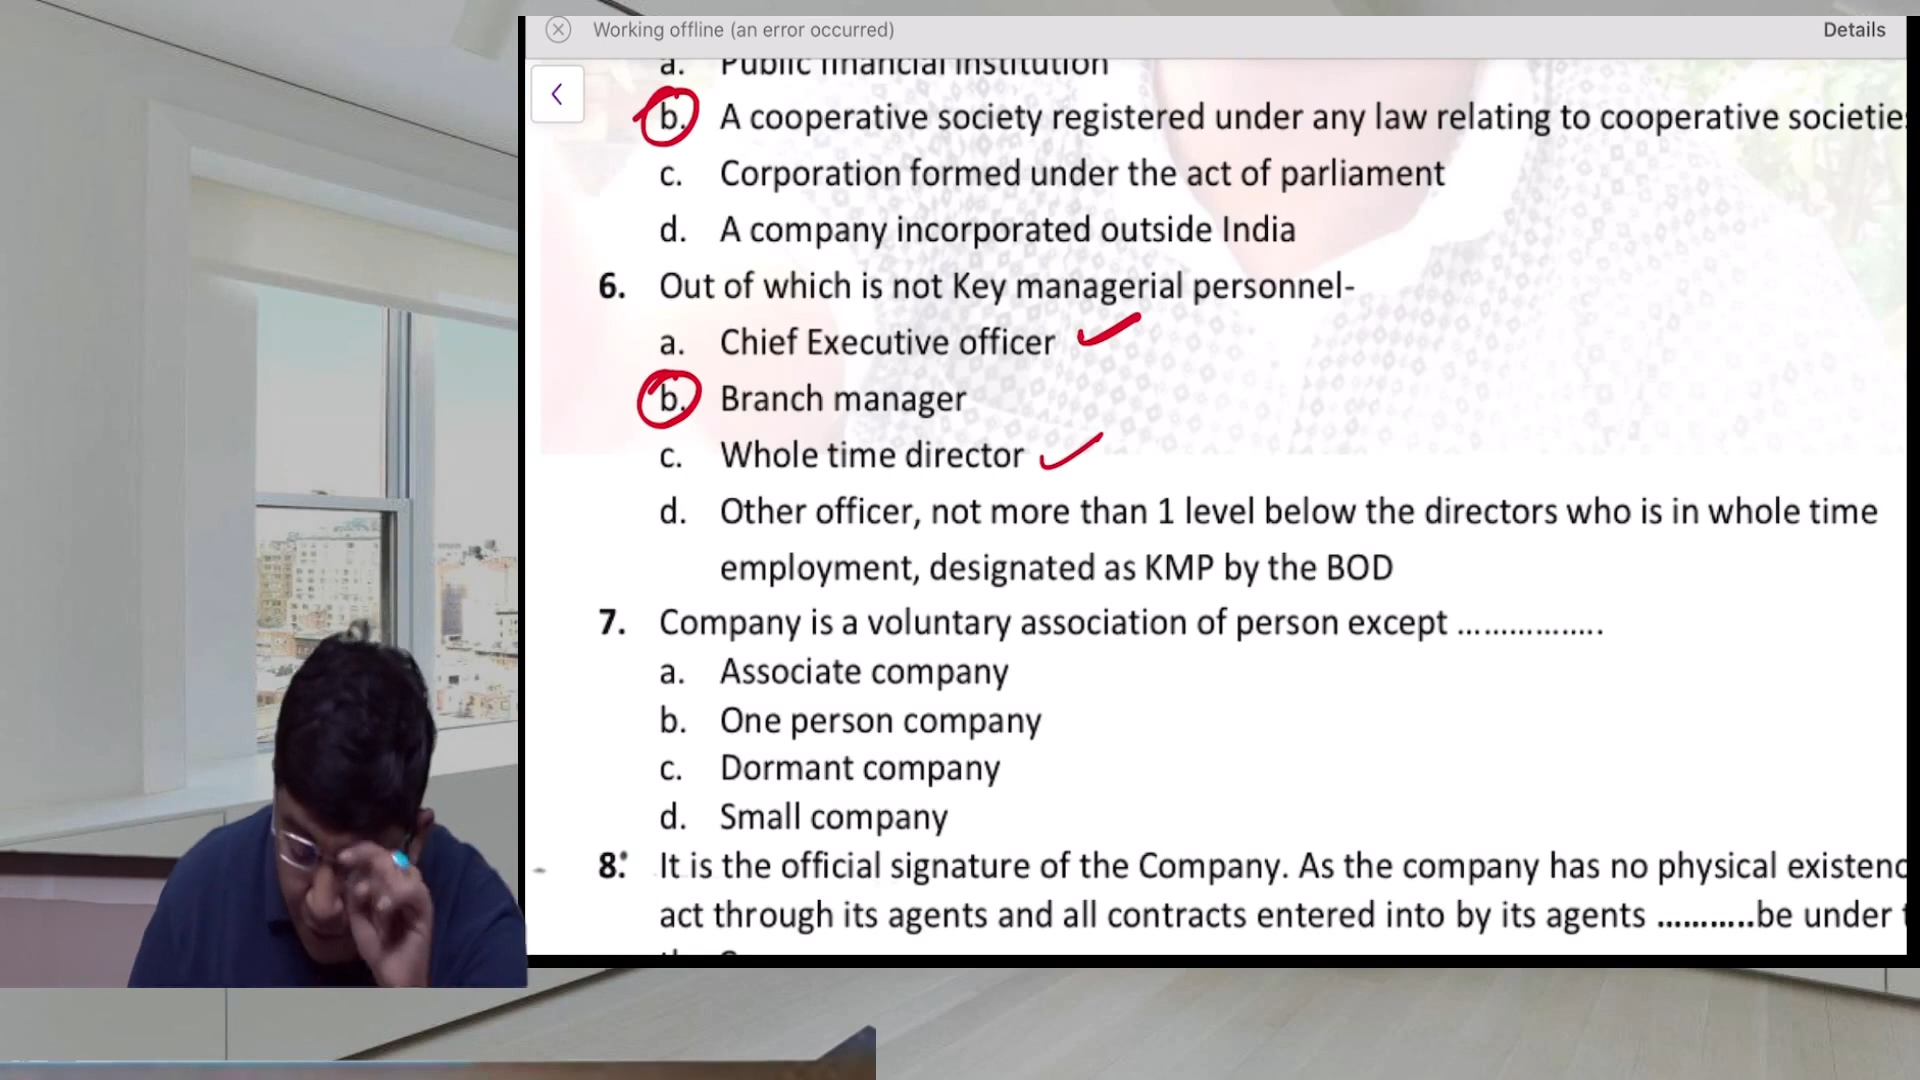 Working offline (an error occurred)
Details
a. Public financial institution
b. A cooperative society registered under any law relating to cooperative societies
c. Corporation formed under the act of parliament
d. A company incorporated outside India
6. Out of which is not Key managerial personnel-
a. Chief Executive officer
b. Branch manager
c. Whole time director
d. Other officer, not more than 1 level below the directors who is in whole time
employment, designated as KMP by the BOD
7. Company is a voluntary association of person except ................
a. Associate company
b. One person company
c. Dormant company
d. Small company
8. It is the official signature of the Company. As the company has no physical existenc
act through its agents and all contracts entered into by its agents ...........be under